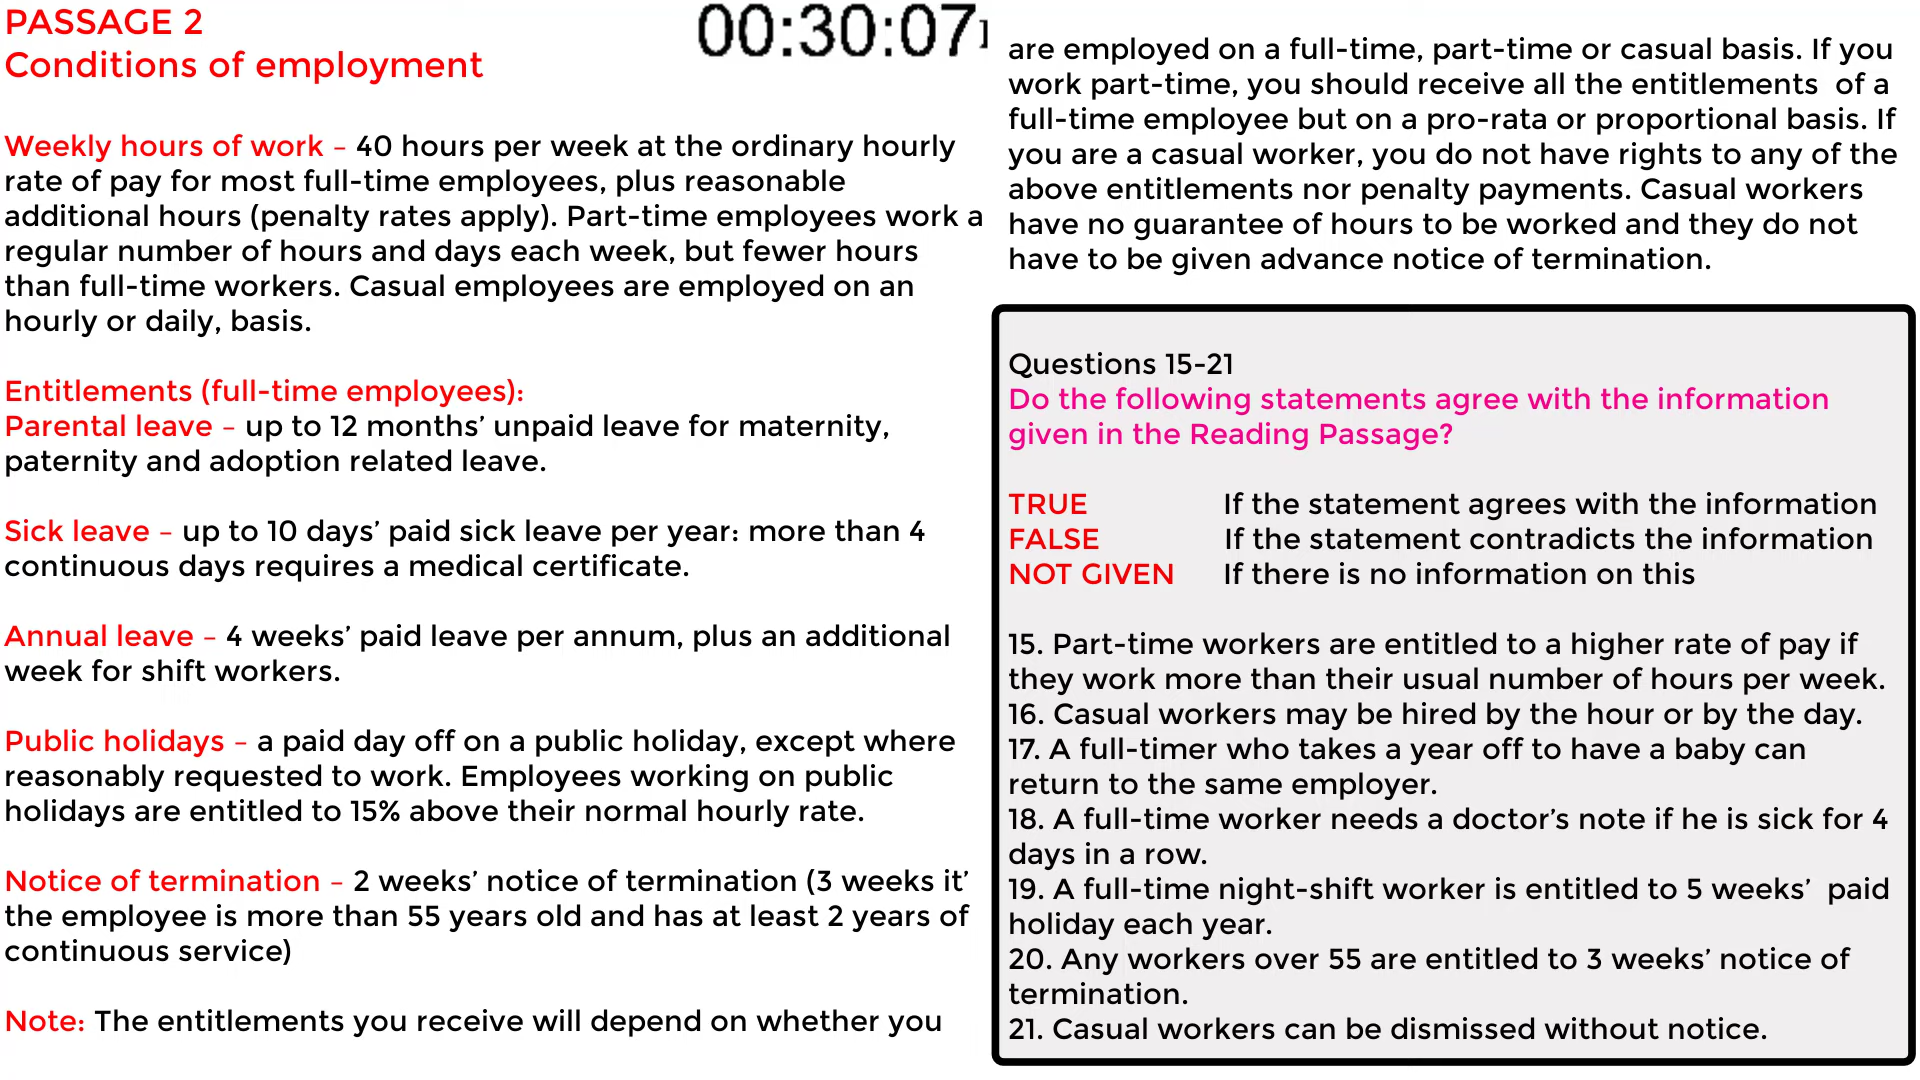 PASSAGE 2
Conditions of employment
00:30:07
Weekly hours of work – 40 hours per week at the ordinary hourly
rate of pay for most full-time employees, plus reasonable
additional hours (penalty rates apply). Part-time employees work a
regular number of hours and days each week, but fewer hours
than full-time workers. Casual employees are employed on an
hourly or daily, basis.
Entitlements (full-time employees):
Parental leave – up to 12 months’ unpaid leave for maternity,
paternity and adoption related leave.
Sick leave – up to 10 days’ paid sick leave per year: more than 4
continuous days requires a medical certificate.
Annual leave – 4 weeks’ paid leave per annum, plus an additional
week for shift workers.
Public holidays – a paid day off on a public holiday, except where
reasonably requested to work. Employees working on public
holidays are entitled to 15% above their normal hourly rate.
Notice of termination – 2 weeks’ notice of termination (3 weeks it’
the employee is more than 55 years old and has at least 2 years of
continuous service)
Note: The entitlements you receive will depend on whether you
are employed on a full-time, part-time or casual basis. If you
work part-time, you should receive all the entitlements of a
full-time employee but on a pro-rata or proportional basis. If
you are a casual worker, you do not have rights to any of the
above entitlements nor penalty payments. Casual workers
have no guarantee of hours to be worked and they do not
have to be given advance notice of termination.
Questions 15-21
Do the following statements agree with the information
given in the Reading Passage?
TRUE If the statement agrees with the information
FALSE If the statement contradicts the information
NOT GIVEN If there is no information on this
15. Part-time workers are entitled to a higher rate of pay if
they work more than their usual number of hours per week.
16. Casual workers may be hired by the hour or by the day.
17. A full-timer who takes a year off to have a baby can
return to the same employer.
18. A full-time worker needs a doctor’s note if he is sick for 4
days in a row.
19. A full-time night-shift worker is entitled to 5 weeks’ paid
holiday each year.
20. Any workers over 55 are entitled to 3 weeks’ notice of
termination.
21. Casual workers can be dismissed without notice.